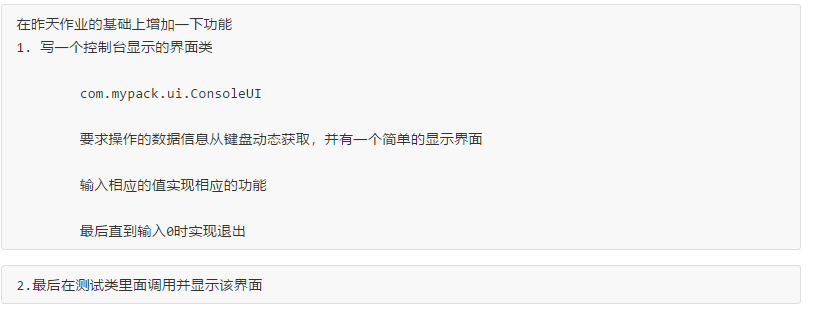 在昨天作业的基础上增加一下功能
1. 写一个控制台显示的界面类
com.mypack.ui.ConsoleUI
要求操作的数据信息从键盘动态获取，并有一个简单的显示界面
输入相应的值实现相应的功能
最后直到输入0时实现退出
2.最后在测试类里面调用并显示该界面